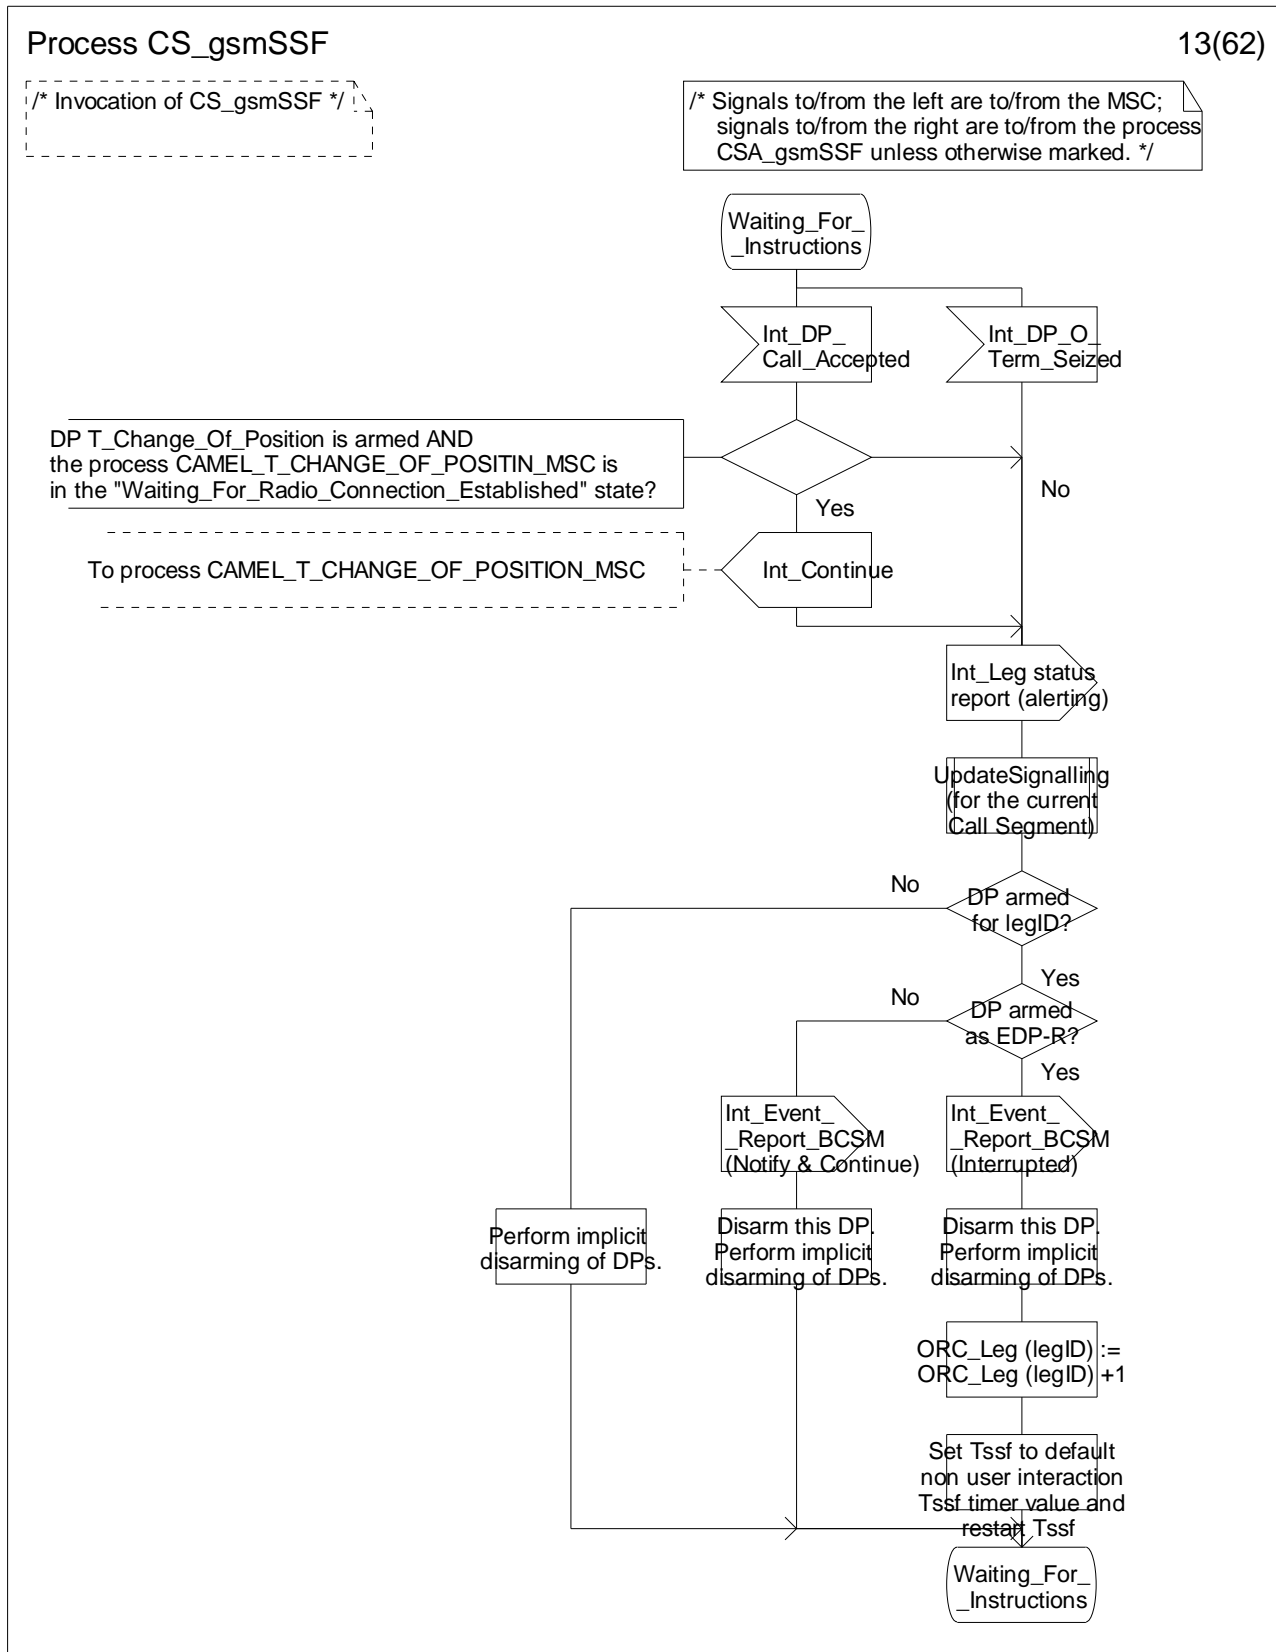 Process CS_gsmSSF
13(62)
/* Invocation of CS_gsmSSF */
/* Signals to/from the left are to/from the MSC;
signals to/from the right are to/from the process
CSA_gsmSSF unless otherwise marked. */
Waiting_For_
_Instructions
Int_DP_
Call_Accepted
Int_DP_O_
Term_Seized
DP T_Change_Of_Position is armed AND
the process CAMEL_T_CHANGE_OF_POSITIN_MSC is
in the "Waiting_For_Radio_Connection_Established" state?
No
Yes
To process CAMEL_T_CHANGE_OF_POSITION_MSC
Int_Continue
Int_Leg status
report (alerting)
UpdateSignalling
(for the current
Call Segment)
No
DP armed
for legID?
Yes
No
DP armed
as EDP-R?
Yes
Int_Event_
_Report_BCSM
(Notify & Continue)
Int_Event_
_Report_BCSM
(Interrupted)
Perform implicit
disarming of DPs.
Disarm this DP.
Perform implicit
disarming of DPs.
Disarm this DP.
Perform implicit
disarming of DPs.
ORC_Leg (legID) :=
ORC_Leg (legID) +1
Set Tssf to default
non user interaction
Tssf timer value and
restart Tssf
Waiting_For_
_Instructions